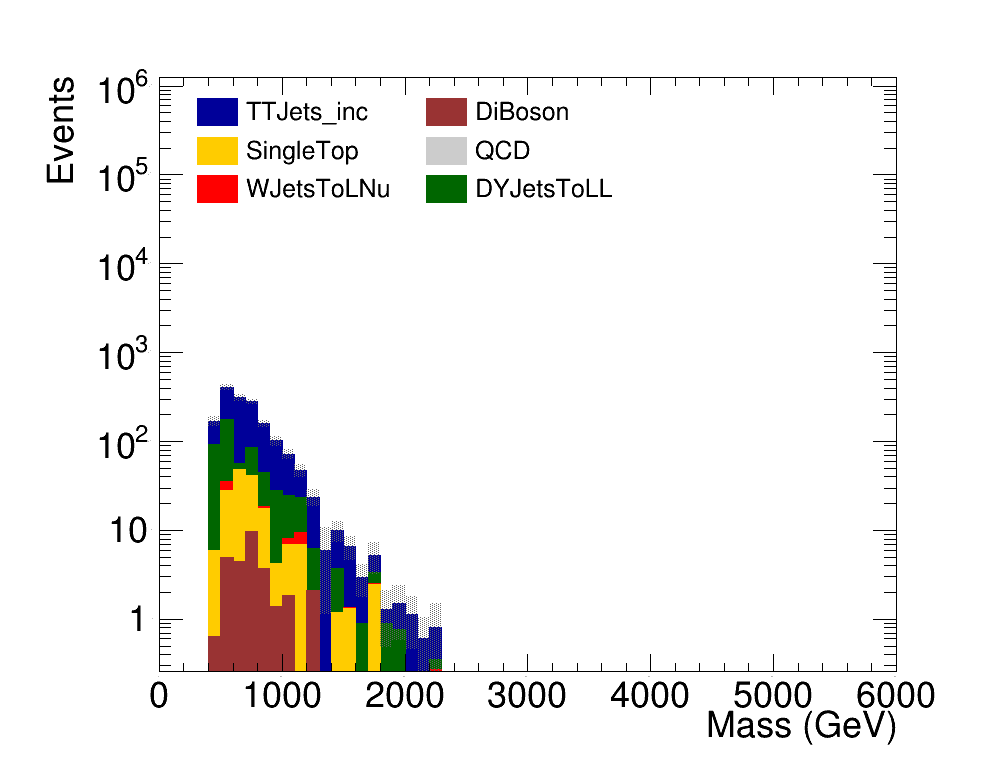 Events
10^6
10^5
10^4
10^3
10^2
10
1
TTJets_inc DiBoson
SingleTop QCD
WJetsToLNu DYJetsToLL
0 1000 2000 3000 4000 5000 6000
Mass (GeV)